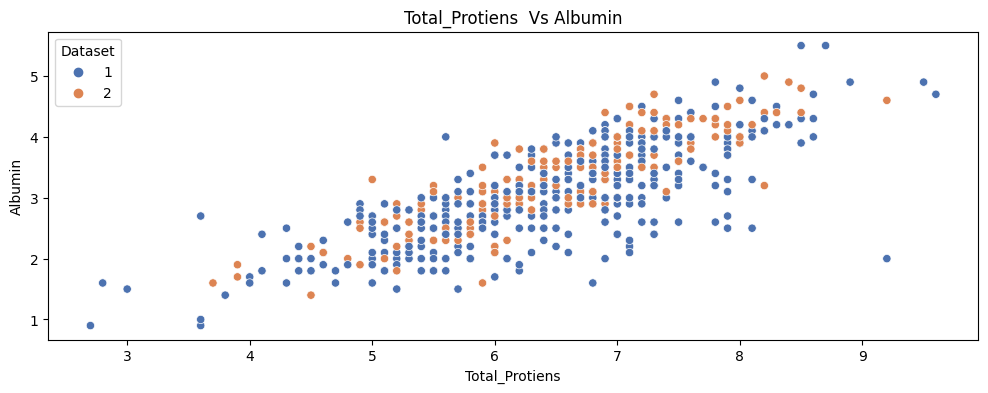 Total_Protiens  Vs Albumin
Dataset
1
2
Albumin
5
4
3
2
1
3 4 5 6 7 8 9
Total_Protiens